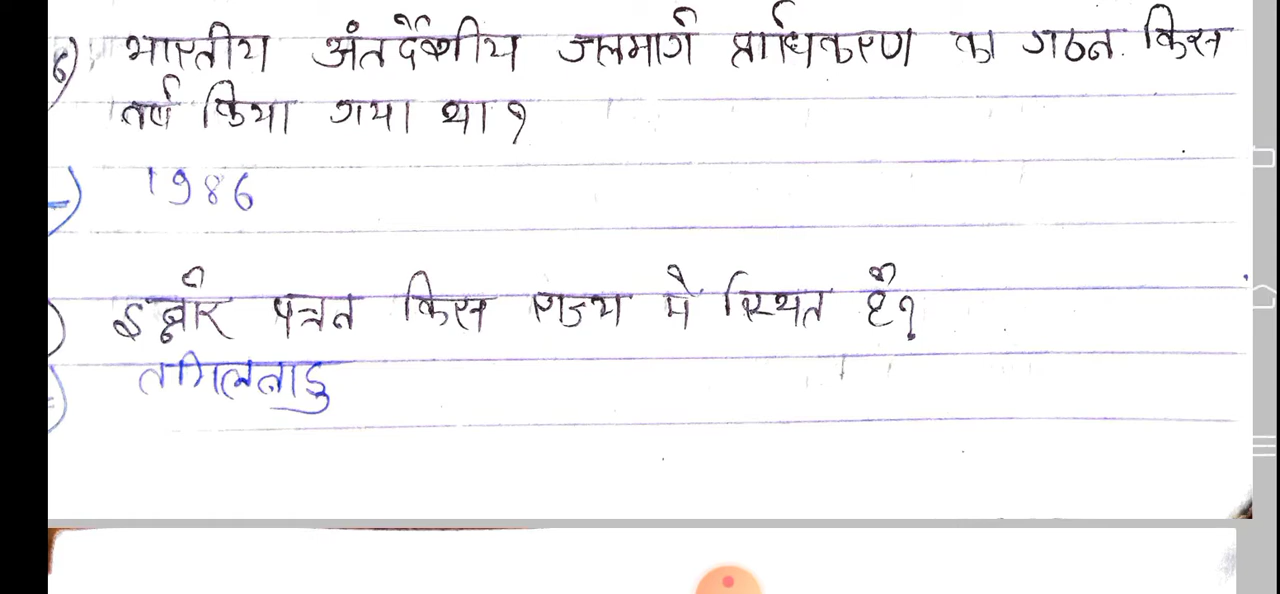 6) भारतीय अंतर्देशीय जलमार्ग प्राधिकरण का गठन किस
वर्ष किया गया था?
1986
इन्नौर पत्तन किस राज्य में स्थित है?
तमिलनाडु